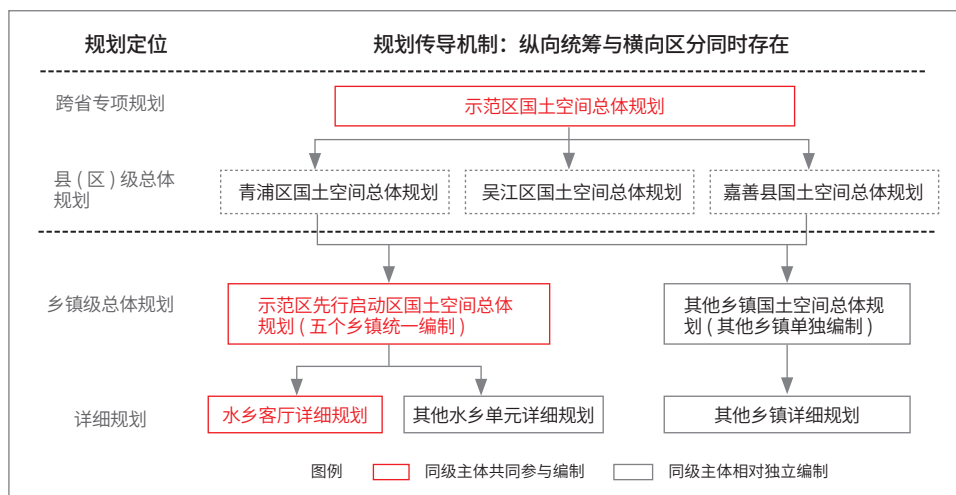 规划定位
规划传导机制：纵向统筹与横向区分同时存在
跨省专项规划
示范区国土空间总体规划
县（区）级总体
规划
青浦区国土空间总体规划
吴江区国土空间总体规划
嘉善县国土空间总体规划
乡镇级总体规划
示范区先行启动区国土空间总体
规划（五个乡镇统一编制）
其他乡镇国土空间总体规
划（其他乡镇单独编制）
详细规划
水乡客厅详细规划
其他水乡单元详细规划
其他乡镇详细规划
图例
同级主体共同参与编制
同级主体相对独立编制